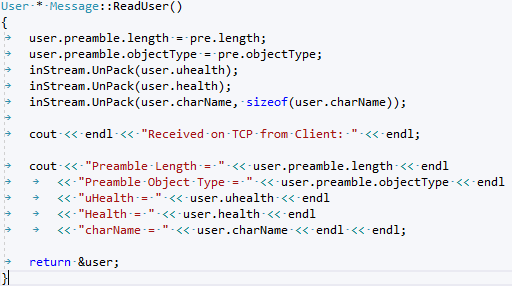 User * Message::ReadUser()
{
user.preamble.length = pre.length;
user.preamble.objectType = pre.objectType;
inStream.UnPack(user.uhealth);
inStream.UnPack(user.health);
inStream.UnPack(user.charName, sizeof(user.charName));
cout << endl << "Received on TCP from Client: " << endl;
cout << "Preamble Length = " << user.preamble.length << endl
<< "Preamble Object Type = " << user.preamble.objectType << endl
<< "uHealth = " << user.uhealth << endl
<< "Health = " << user.health << endl
<< "charName = " << user.charName << endl << endl;
return &user;
}